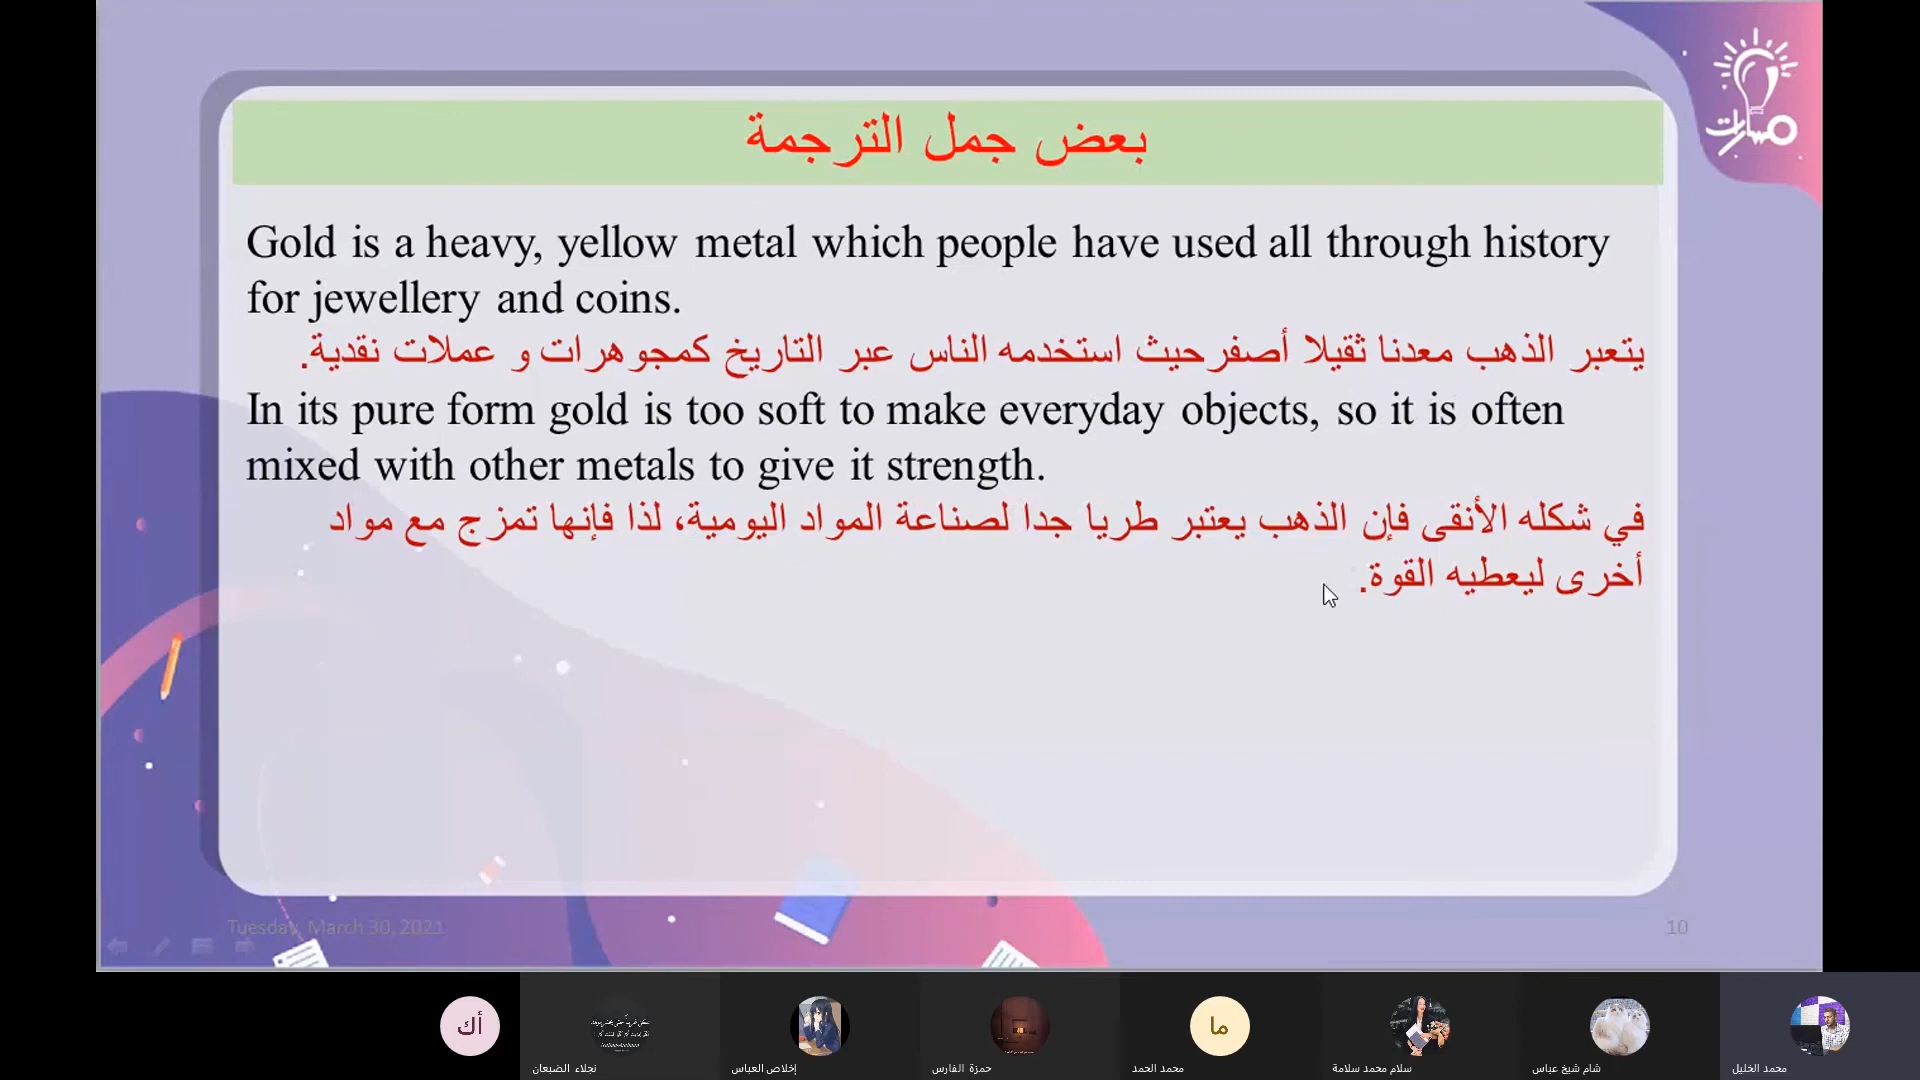 مسارات
بعض جمل الترجمة
Gold is a heavy, yellow metal which people have used all through history
for jewellery and coins.
يتعبر الذهب معدنا ثقيلا أصفرحيث استخدمه الناس عبر التاريخ كمجوهرات و عملات نقدية.
In its pure form gold is too soft to make everyday objects, so it is often
mixed with other metals to give it strength.
في شكله الأنقى فإن الذهب يعتبر طريا جدا لصناعة المواد اليومية، لذا فإنها تمزج مع مواد
أخرى ليعطيه القوة.
Tuesday, March 30, 2021
10
أك
ما
نجلاء الضبعان
إخلاص العباس
حمزة الفارس
محمد الحمد
سلام محمد سلامة
شام شيخ عباس
محمد الخليل